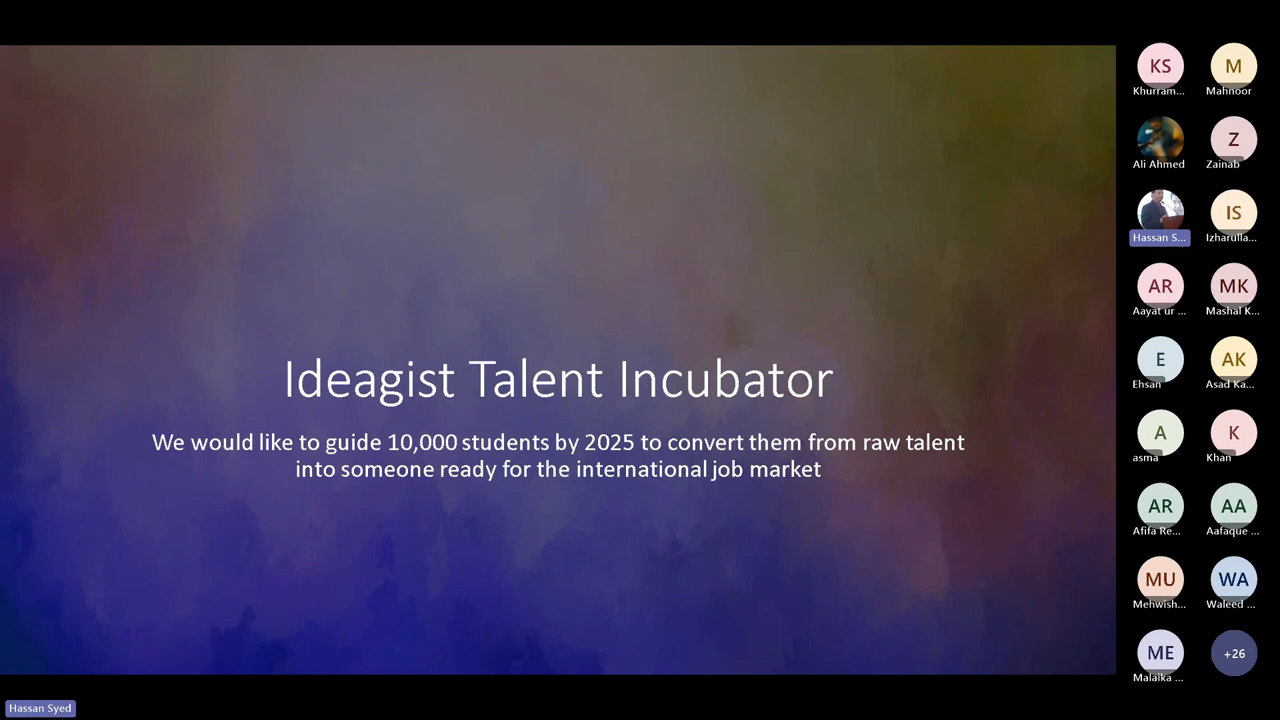 KS
Khurram...
M
Mahnoor
Ali Ahmed
Z
Zainab
Hassan S...
IS
Izharulla...
AR
Aayat ur ...
MK
Mashal K...
E
Ehsan
AK
Asad Ka...
A
asma
K
Khan
AR
Afifa Re...
AA
Aafaque ...
MU
Mehwish...
WA
Waleed ...
ME
Malaika ...
+26
Ideagist Talent Incubator
We would like to guide 10,000 students by 2025 to convert them from raw talent
into someone ready for the international job market
Hassan Syed